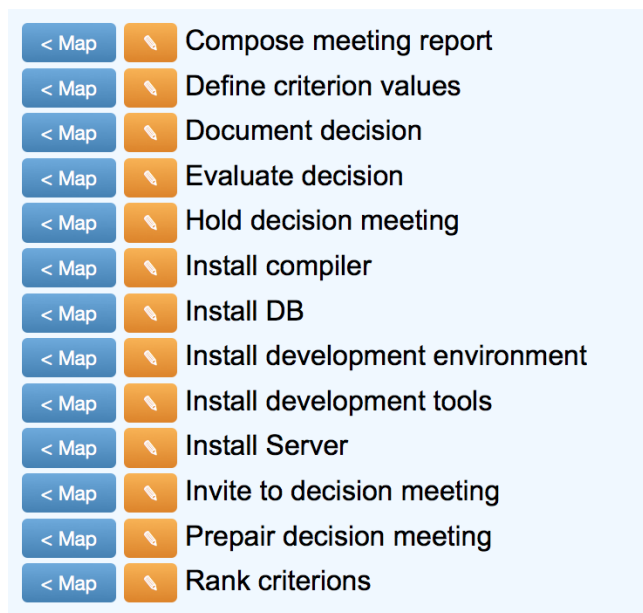 < Map Compose meeting report
< Map Define criterion values
< Map Document decision
< Map Evaluate decision
< Map Hold decision meeting
< Map Install compiler
< Map Install DB
< Map Install development environment
< Map Install development tools
< Map Install Server
< Map Invite to decision meeting
< Map Prepair decision meeting
< Map Rank criterions